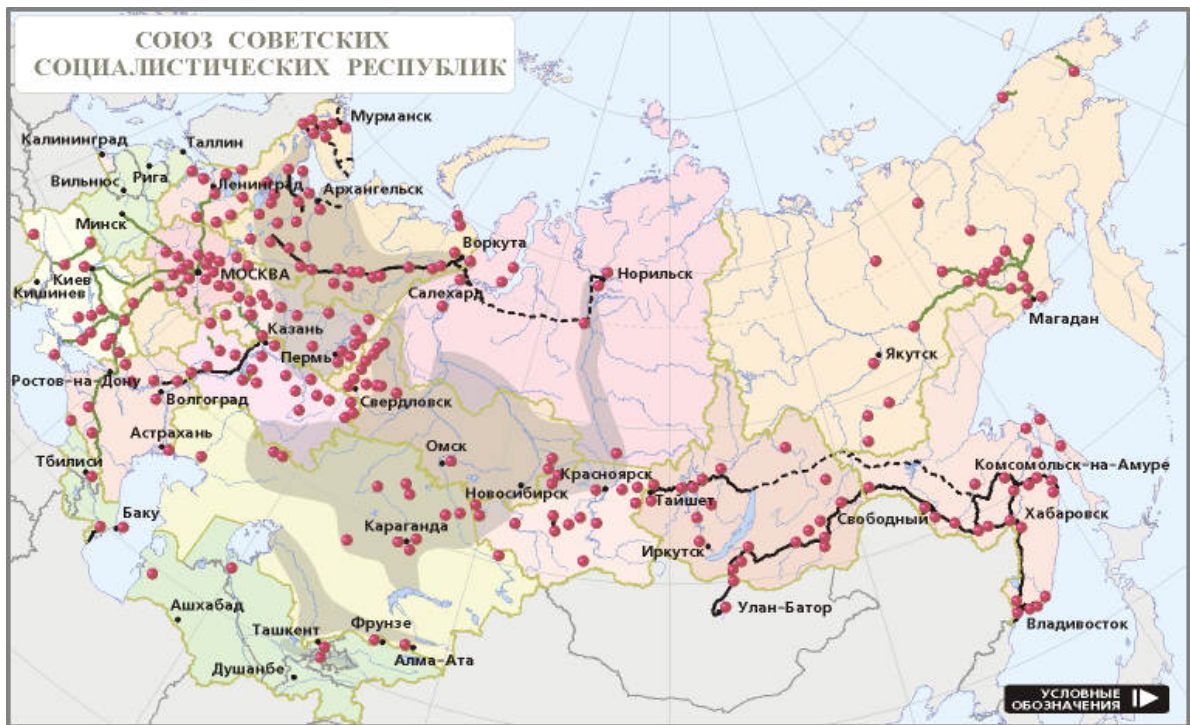 СОЮЗ СОВЕТСКИХ
СОЦИАЛИСТИЧЕСКИХ РЕСПУБЛИК
Мурманск
Калининград
Таллин
Вильнюс
Рига
Ленинград
Архангельск
Минск
Воркута
Киев
МОСКВА
Норильск
Кишинев
Салехард
Магадан
Казань
Пермь
Якутск
Ростов-на-Дону
Волгоград
Свердловск
Астрахань
Омск
Тбилиси
Красноярск
Комсомольск-на-Амуре
Новосибирск
Тайшет
Баку
Караганда
Свободный
Хабаровск
Иркутск
Ашхабад
Улан-Батор
Ташкент
Фрунзе
Владивосток
Душанбе
Алма-Ата
УСЛОВНЫЕ
ОБОЗНАЧЕНИЯ